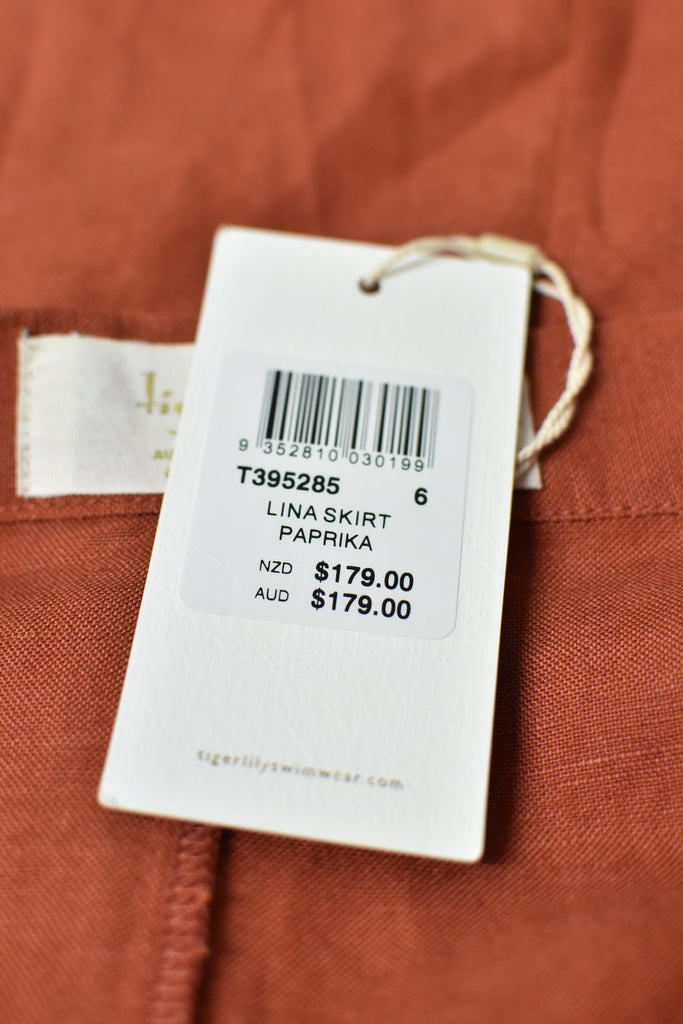 9 352810 030199
T395285 6
LINA SKIRT
PAPRIKA
NZD $179.00
AUD $179.00
tigerlilyswimwear.com